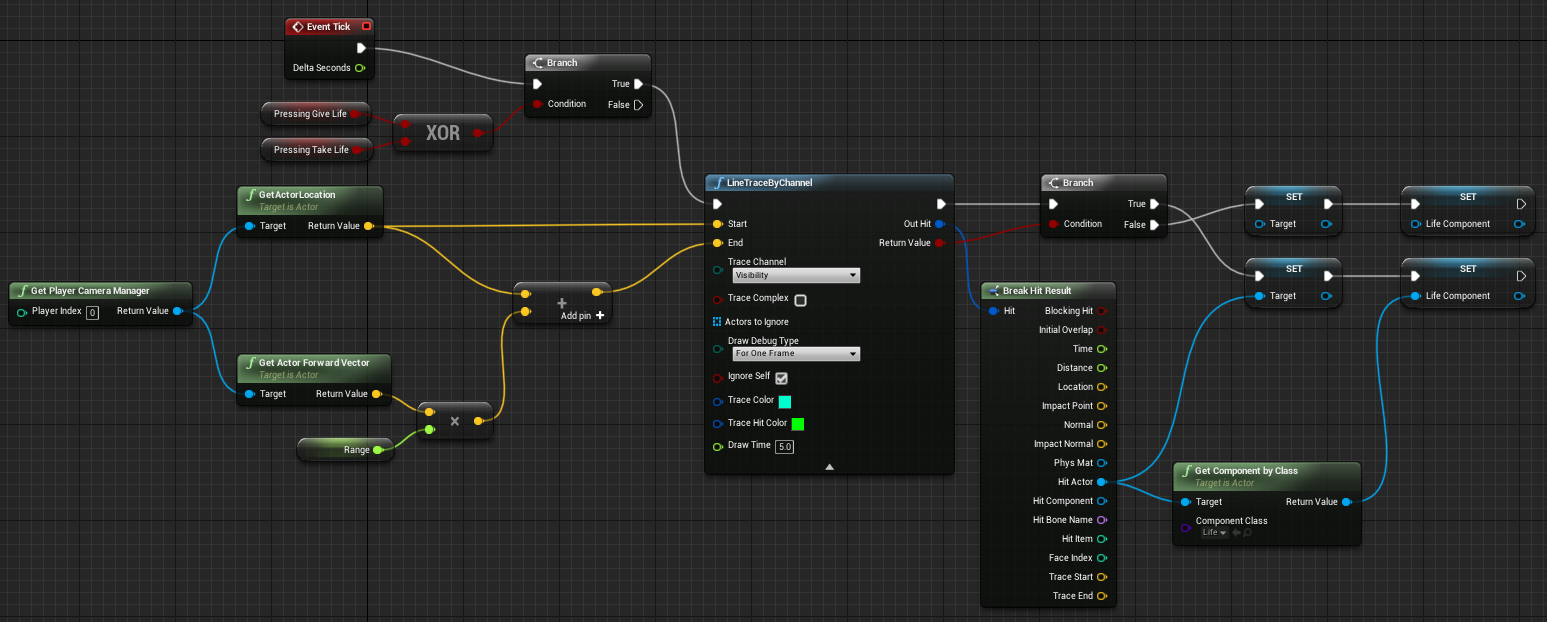 Event Tick
Delta Seconds
Branch
True
Condition
False
Pressing Give Life
Pressing Take Life
XOR
GetActorLocation
Target is Actor
Target
Return Value
Get Player Camera Manager
Player Index
0
Return Value
Get Actor Forward Vector
Target is Actor
Target
Return Value
Range
×
+
Add pin +
LineTraceByChannel
Start
Out Hit
End
Return Value
Trace Channel
Visibility
Trace Complex
Actors to Ignore
Draw Debug Type
For One Frame
Ignore Self
Trace Color
Trace Hit Color
Draw Time
5.0
Branch
True
Condition
False
Break Hit Result
Hit
Blocking Hit
Initial Overlap
Time
Distance
Location
Impact Point
Normal
Impact Normal
Phys Mat
Hit Actor
Hit Component
Hit Bone Name
Hit Item
Face Index
Trace Start
Trace End
Get Component by Class
Target is Actor
Target
Return Value
Component Class
Life
SET
Target
SET
Life Component
SET
Target
SET
Life Component